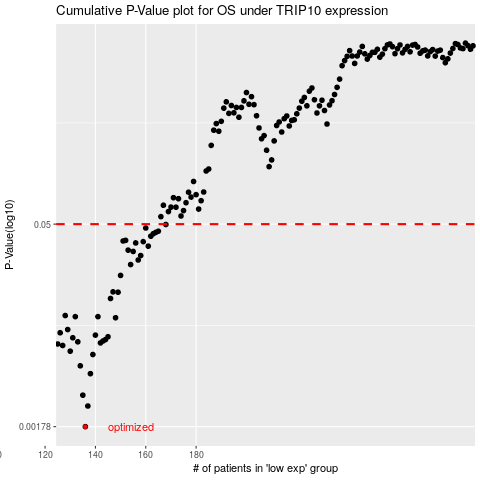 Cumulative P-Value plot for OS under TRIP10 expression
P-Value(log10)
0.05
0.00178
optimized
0
120
140
160
180
# of patients in 'low exp' group